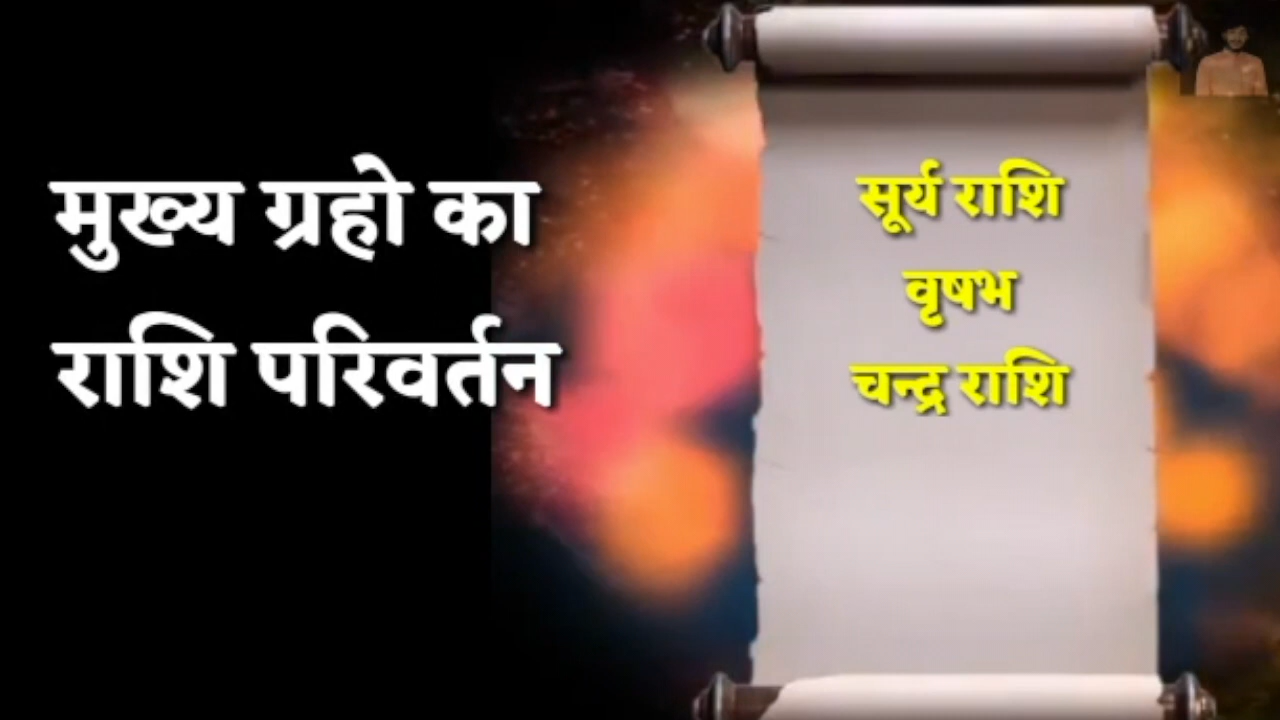 मुख्य ग्रहो का
राशि परिवर्तन
सूर्य राशि
वृषभ
चन्द्र राशि